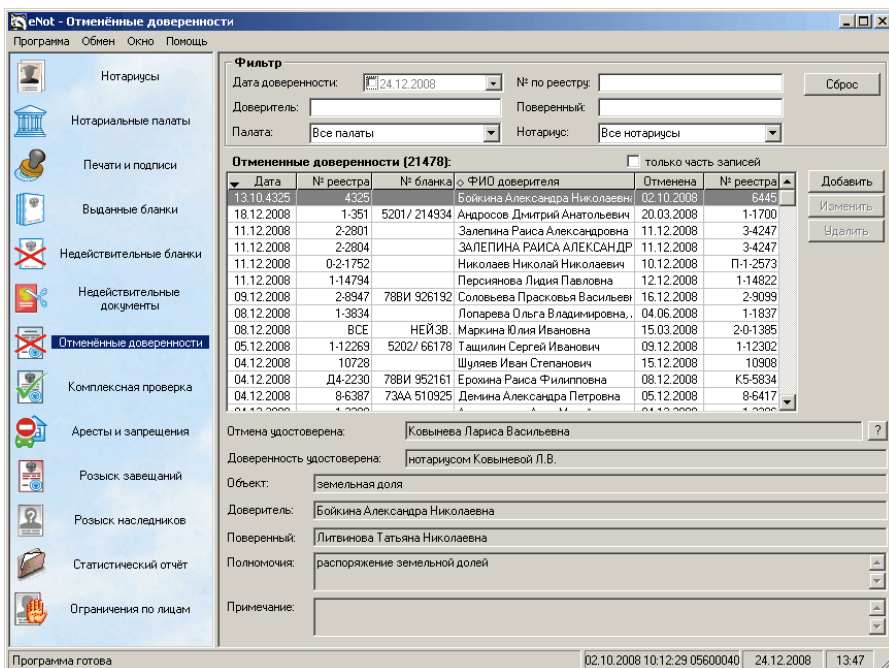 eNot - Отменённые доверенности
Программа Обмен Окно Помощь
Нотариусы
Нотариальные палаты
Печати и подписи
Выданные бланки
Недействительные бланки
Недействительные
документы
Отменённые доверенности
Комплексная проверка
Аресты и запрещения
Розыск завещаний
Розыск наследников
Статистический отчёт
Ограничения по лицам
Фильтр
Дата доверенности: 24.12.2008 № по реестру: Сброс
Доверитель: Поверенный:
Палата: Все палаты Нотариус: Все нотариусы
Отмененные доверенности (21478): только часть записей
Дата № реестра № бланка ФИО доверителя Отменена № реестра
13.10.4325 4325 Бойкина Александра Николаевна 02.10.2008 6445
18.12.2008 1-351 5201/ 214934 Андросов Дмитрий Анатольевич 20.03.2008 1-1700
11.12.2008 2-2801 Залепина Раиса Александровна 11.12.2008 3-4247
11.12.2008 2-2804 ЗАЛЕПИНА РАИСА АЛЕКСАНДР 11.12.2008 3-4247
11.12.2008 0-2-1752 Николаев Николай Николаевич 10.12.2008 П-1-2573
11.12.2008 1-14794 Персиянова Лидия Павловна 12.12.2008 1-14822
09.12.2008 2-8947 78ВИ 926192 Соловьева Прасковья Васильевн 16.12.2008 2-9099
08.12.2008 1-3834 Лопарева Ольга Владимировна, 04.06.2008 1-1837
08.12.2008 ВСЕ НЕИЗВ. Маркина Юлия Ивановна 15.03.2008 2-0-1385
05.12.2008 1-12269 5202/ 66178 Тащилин Сергей Иванович 09.12.2008 1-12302
04.12.2008 10728 Шуляев Иван Степанович 15.12.2008 10908
04.12.2008 Д4-2230 78ВИ 952161 Ерохина Раиса Филипповна 08.12.2008 К5-5834
04.12.2008 8-6387 73АА 510925 Демина Александра Петровна 05.12.2008 8-6417
Добавить
Изменить
Удалить
Отмена удостоверена: Ковынева Лариса Васильевна ?
Доверенность удостоверена: нотариусом Ковыневой Л.В.
Объект: земельная доля
Доверитель: Бойкина Александра Николаевна
Поверенный: Литвинова Татьяна Николаевна
Полномочия: распоряжение земельной долей
Примечание:
Программа готова 02.10.2008 10:12:29 05600040 24.12.2008 13:47